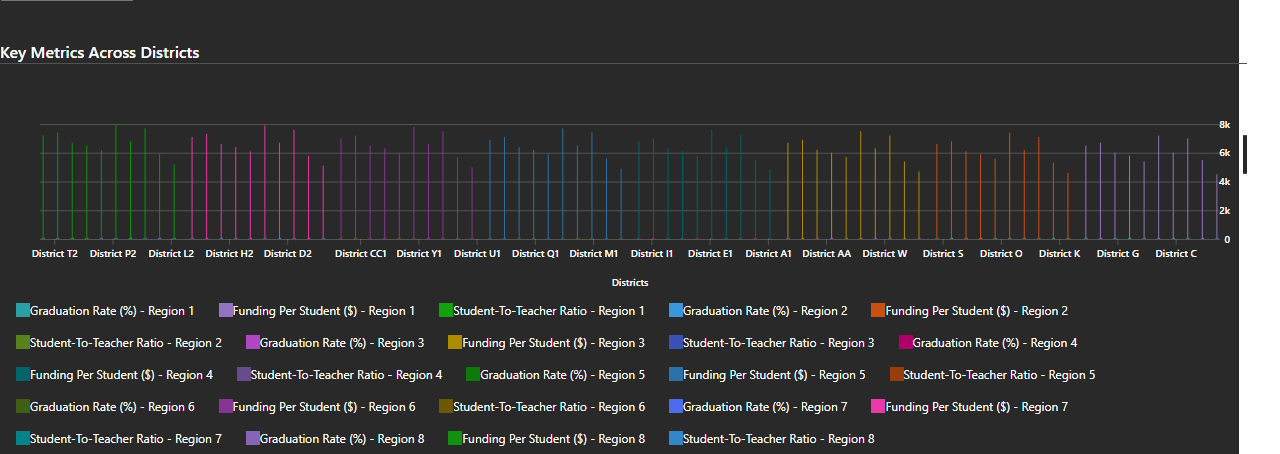 Key Metrics Across Districts
8k
6k
4k
2k
0
District T2 District P2 District L2 District H2 District D2 District CC1 District Y1 District U1 District Q1 District M1 District I1 District E1 District A1 District AA District W District S District O District K District G District C
Districts
Graduation Rate (%) - Region 1 Funding Per Student ($) - Region 1 Student-To-Teacher Ratio - Region 1 Graduation Rate (%) - Region 2 Funding Per Student ($) - Region 2
Student-To-Teacher Ratio - Region 2 Graduation Rate (%) - Region 3 Funding Per Student ($) - Region 3 Student-To-Teacher Ratio - Region 3 Graduation Rate (%) - Region 4
Funding Per Student ($) - Region 4 Student-To-Teacher Ratio - Region 4 Graduation Rate (%) - Region 5 Funding Per Student ($) - Region 5 Student-To-Teacher Ratio - Region 5
Graduation Rate (%) - Region 6 Funding Per Student ($) - Region 6 Student-To-Teacher Ratio - Region 6 Graduation Rate (%) - Region 7 Funding Per Student ($) - Region 7
Student-To-Teacher Ratio - Region 7 Graduation Rate (%) - Region 8 Funding Per Student ($) - Region 8 Student-To-Teacher Ratio - Region 8